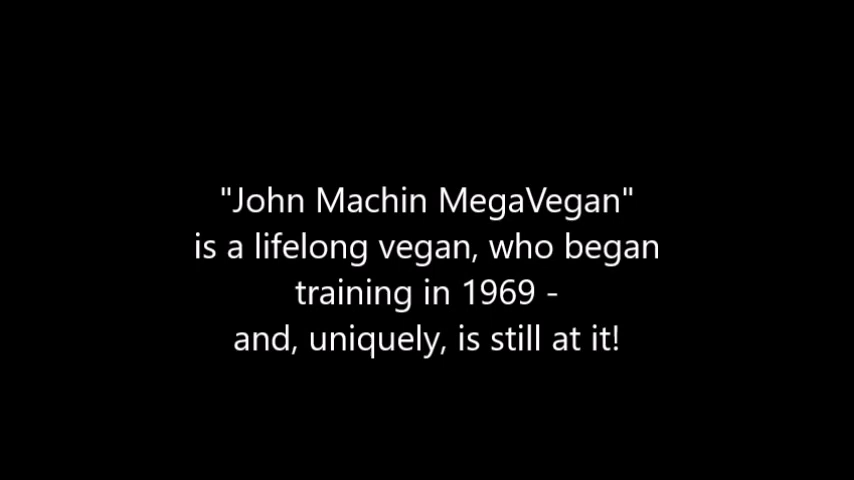 "John Machin MegaVegan"
is a lifelong vegan, who began
training in 1969 -
and, uniquely, is still at it!